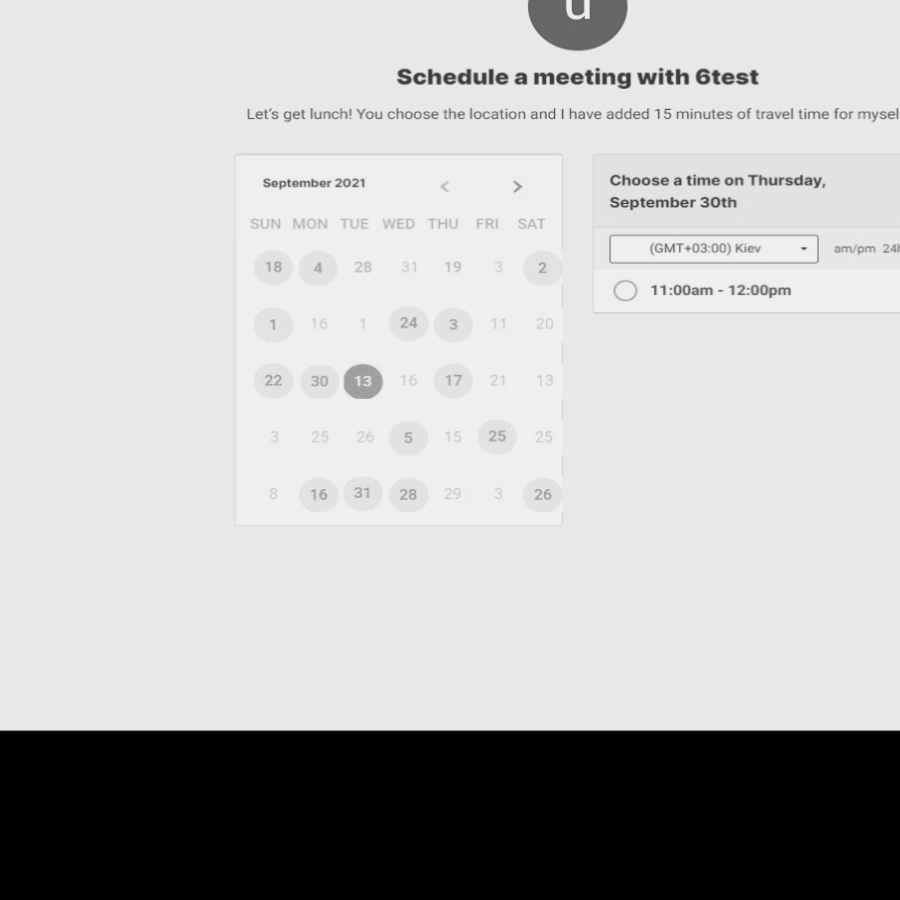 u
Schedule a meeting with 6test
Let's get lunch! You choose the location and I have added 15 minutes of travel time for mysel
September 2021
SUN MON TUE WED THU FRI SAT
18 4 28 31 19 3 2
1 16 1 24 3 11 20
22 30 13 16 17 21 13
3 25 26 5 15 25 25
8 16 31 28 29 3 26
Choose a time on Thursday,
September 30th
(GMT+03:00) Kiev am/pm 24h
11:00am - 12:00pm